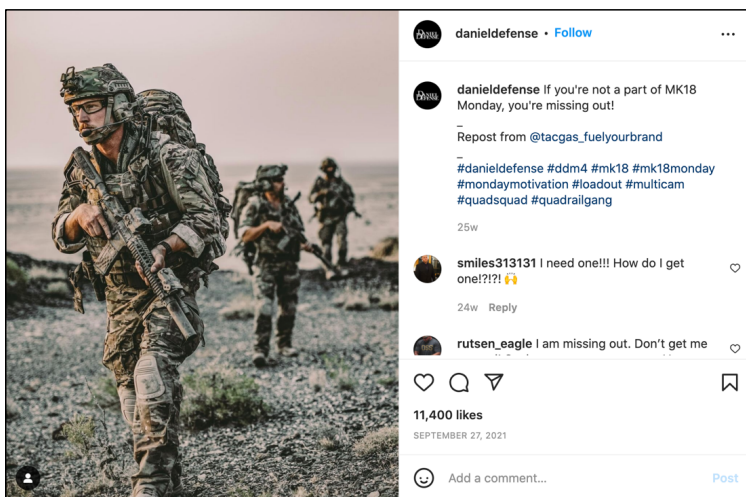 danieldefense • Follow
danieldefense If you're not a part of MK18
Monday, you're missing out!
_
Repost from @tacgas_fuelyourbrand
_
#danieldefense #ddm4 #mk18 #mk18monday
#mondaymotivation #loadout #multicam
#quadsquad #quadrailgang
25w
smiles313131 I need one!!! How do I get
one!?!?! 🙌
24w Reply
rutsen_eagle I am missing out. Don't get me
11,400 likes
SEPTEMBER 27, 2021
Add a comment...
Post